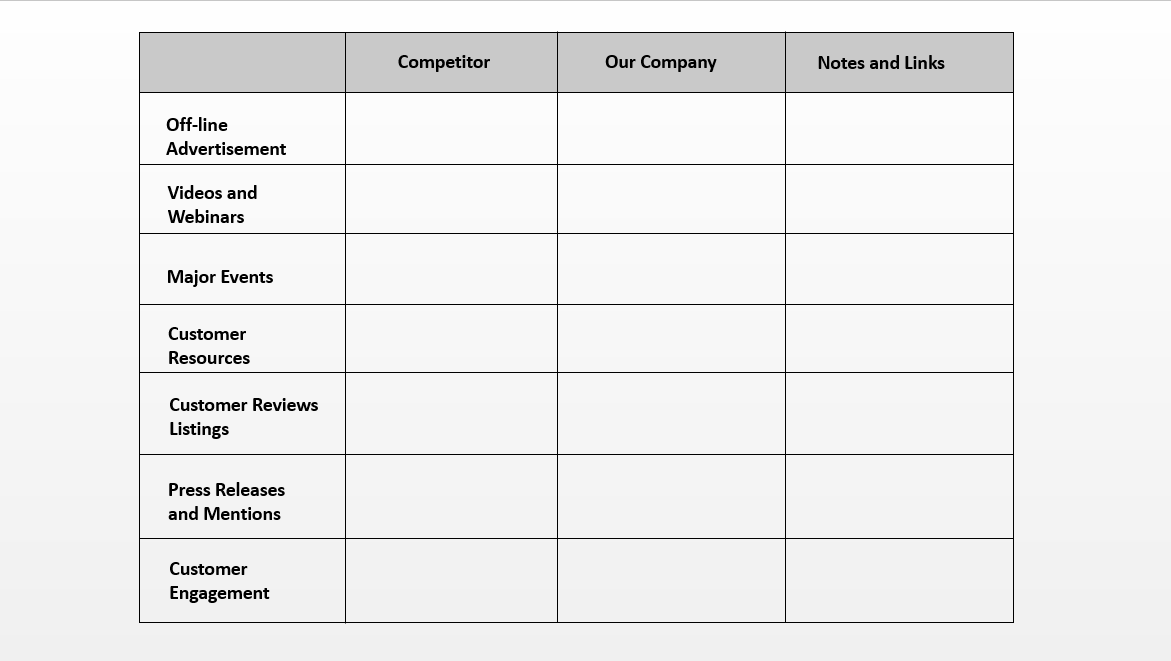 Competitor
Our Company
Notes and Links
Off-line
Advertisement
Videos and
Webinars
Major Events
Customer
Resources
Customer Reviews
Listings
Press Releases
and Mentions
Customer
Engagement